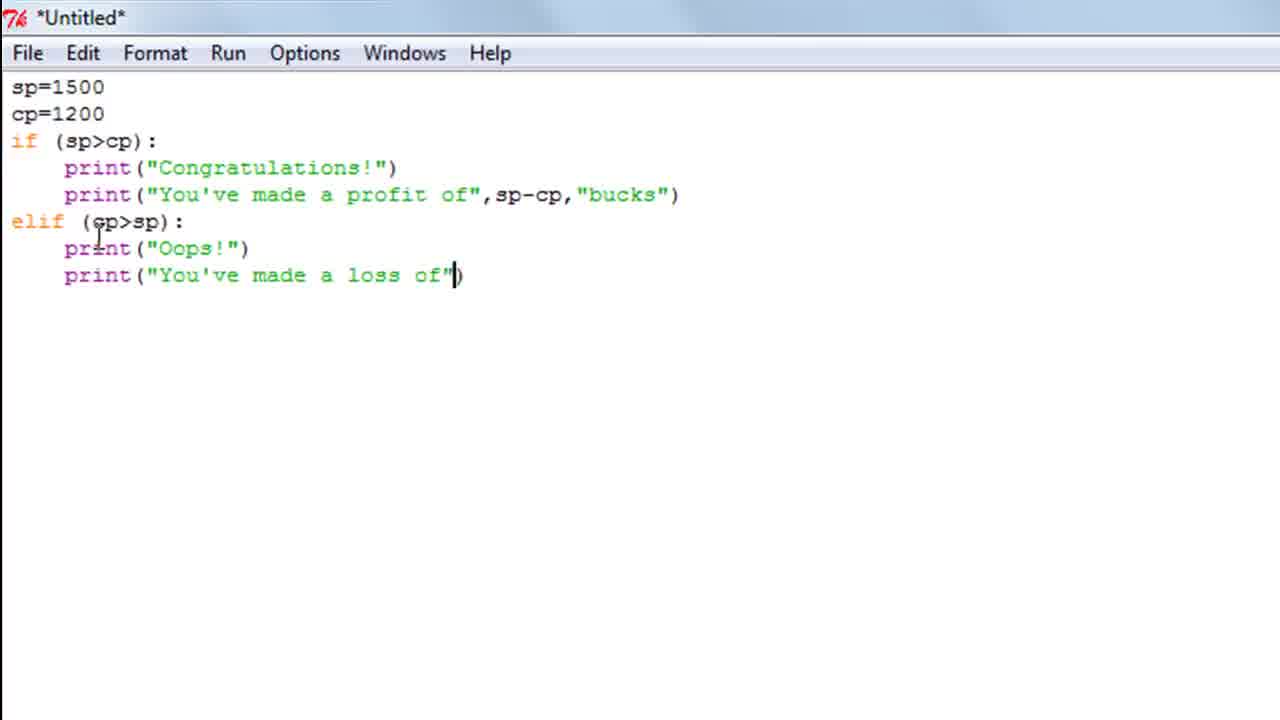 *Untitled*
File Edit Format Run Options Windows Help
sp=1500
cp=1200
if (sp>cp):
    print("Congratulations!")
    print("You've made a profit of",sp-cp,"bucks")
elif (cp>sp):
    print("Oops!")
    print("You've made a loss of")